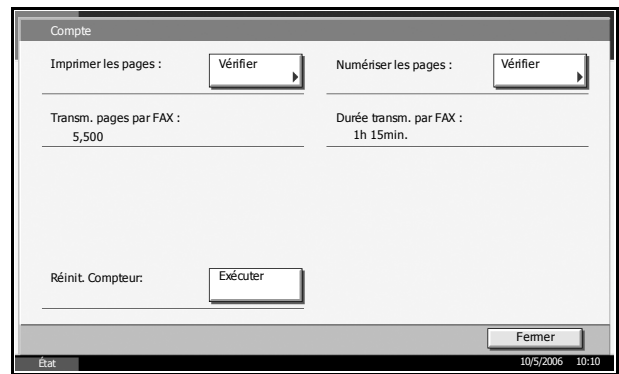 Compte
Imprimer les pages : Vérifier Numériser les pages : Vérifier
Transm. pages par FAX : Durée transm. par FAX :
5,500 1h 15min.
Réinit. Compteur: Exécuter
Fermer
État 10/5/2006 10:10